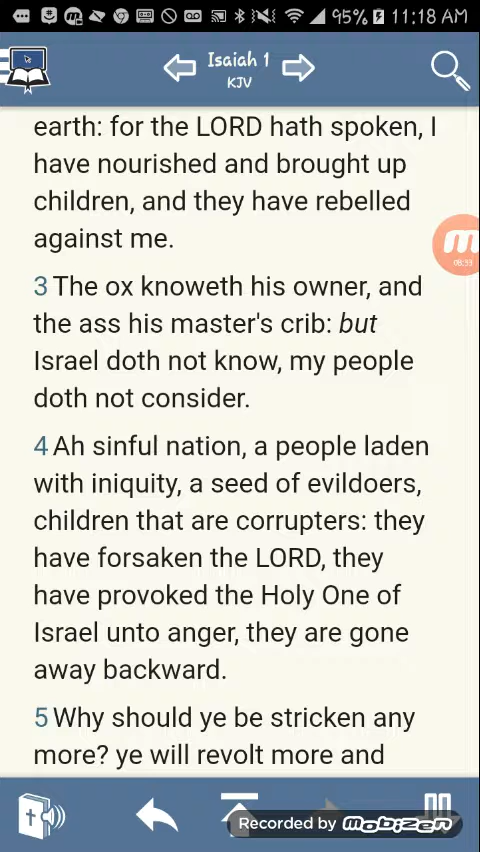 95% 11:18 AM
Isaiah 1
KJV
earth: for the LORD hath spoken, I
have nourished and brought up
children, and they have rebelled
against me.
08:33
3 The ox knoweth his owner, and
the ass his master's crib: but
Israel doth not know, my people
doth not consider.
4 Ah sinful nation, a people laden
with iniquity, a seed of evildoers,
children that are corrupters: they
have forsaken the LORD, they
have provoked the Holy One of
Israel unto anger, they are gone
away backward.
5 Why should ye be stricken any
more? ye will revolt more and
Recorded by mobizen